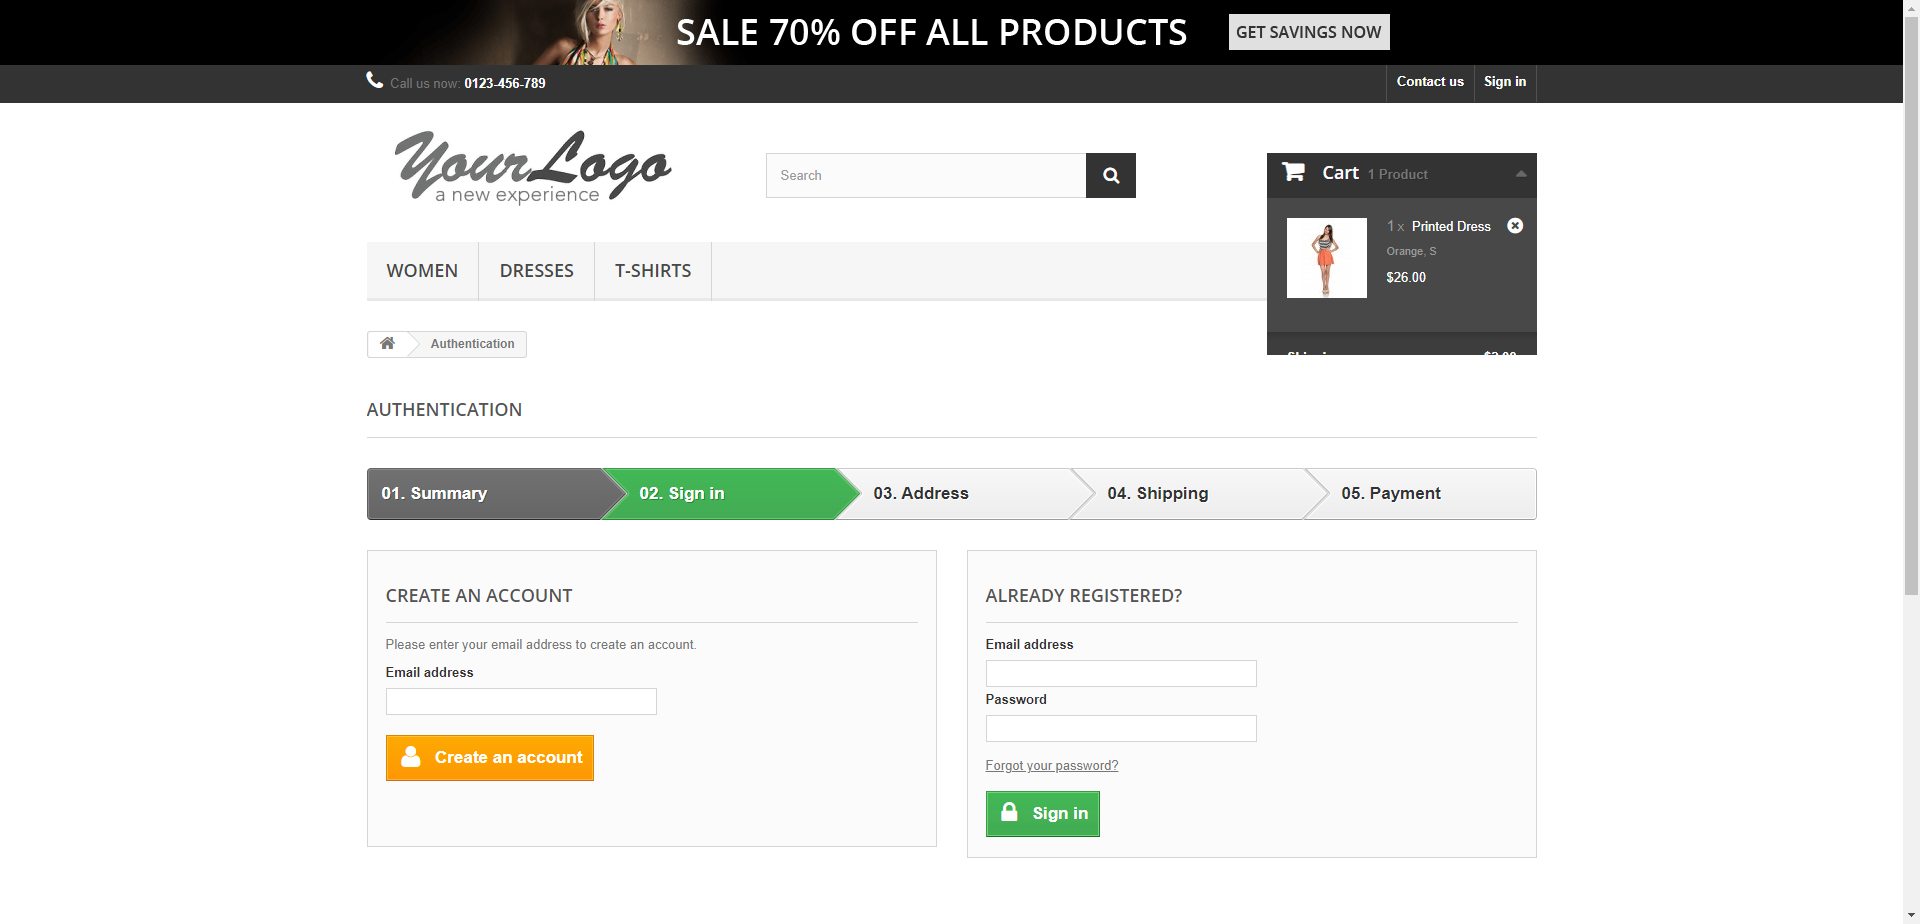 SALE 70% OFF ALL PRODUCTS
GET SAVINGS NOW
Call us now: 0123-456-789
Contact us
Sign in
YourLogo
a new experience
Search
Cart 1 Product
1 x Printed Dress
Orange, S
$26.00
WOMEN
DRESSES
T-SHIRTS
Authentication
AUTHENTICATION
01. Summary
02. Sign in
03. Address
04. Shipping
05. Payment
CREATE AN ACCOUNT
Please enter your email address to create an account.
Email address
Create an account
ALREADY REGISTERED?
Email address
Password
Forgot your password?
Sign in